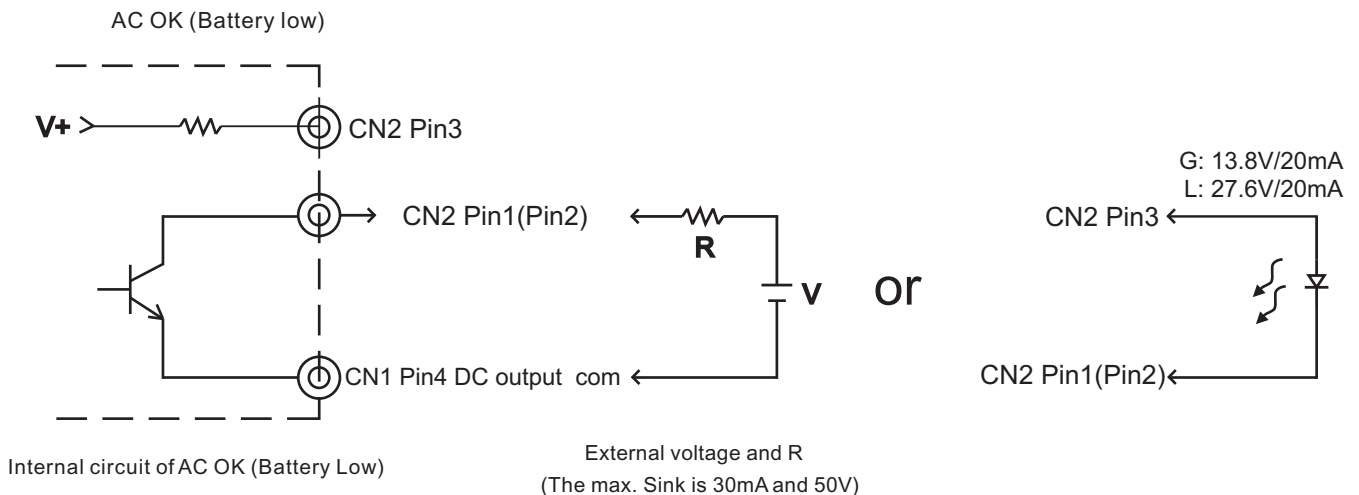 AC OK (Battery low)
V+
CN2 Pin3
CN2 Pin1(Pin2)
R
V
CN1 Pin4 DC output com
or
G: 13.8V/20mA
L: 27.6V/20mA
CN2 Pin3
CN2 Pin1(Pin2)
Internal circuit of AC OK (Battery Low)
External voltage and R
(The max. Sink is 30mA and 50V)